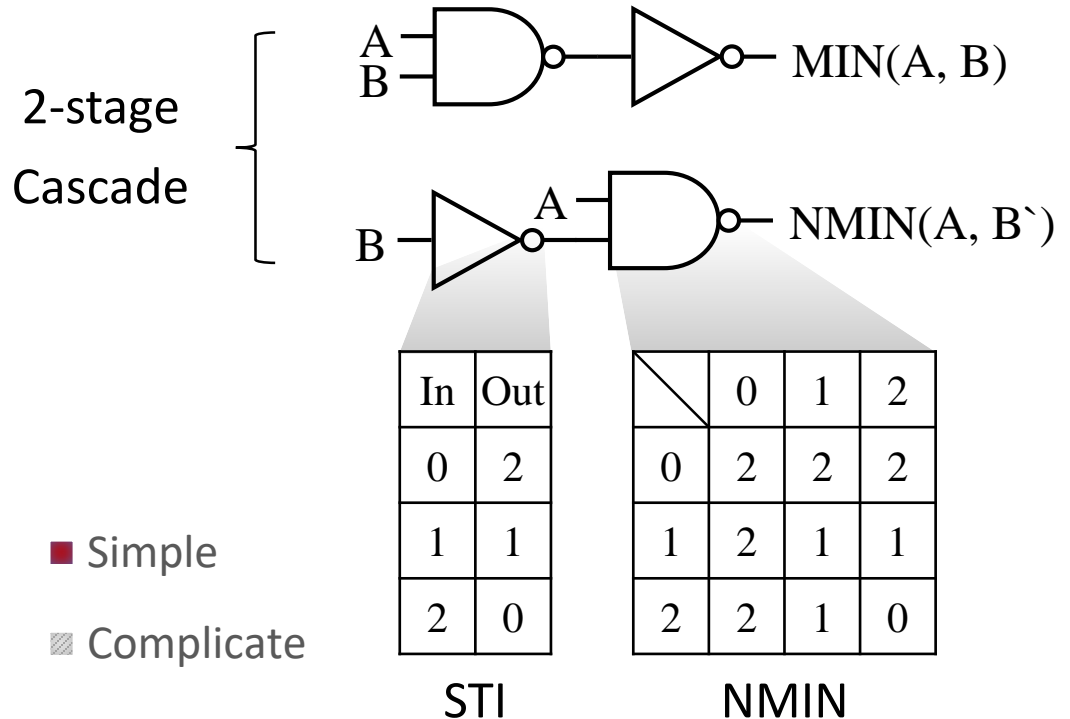 2-stage
Cascade
A
B
MIN(A, B)
B
A
NMIN(A, B`)
In Out
0 2
1 1
2 0
STI
0 1 2
0 2 2 2
1 2 1 1
2 2 1 0
NMIN
Simple
Complicate